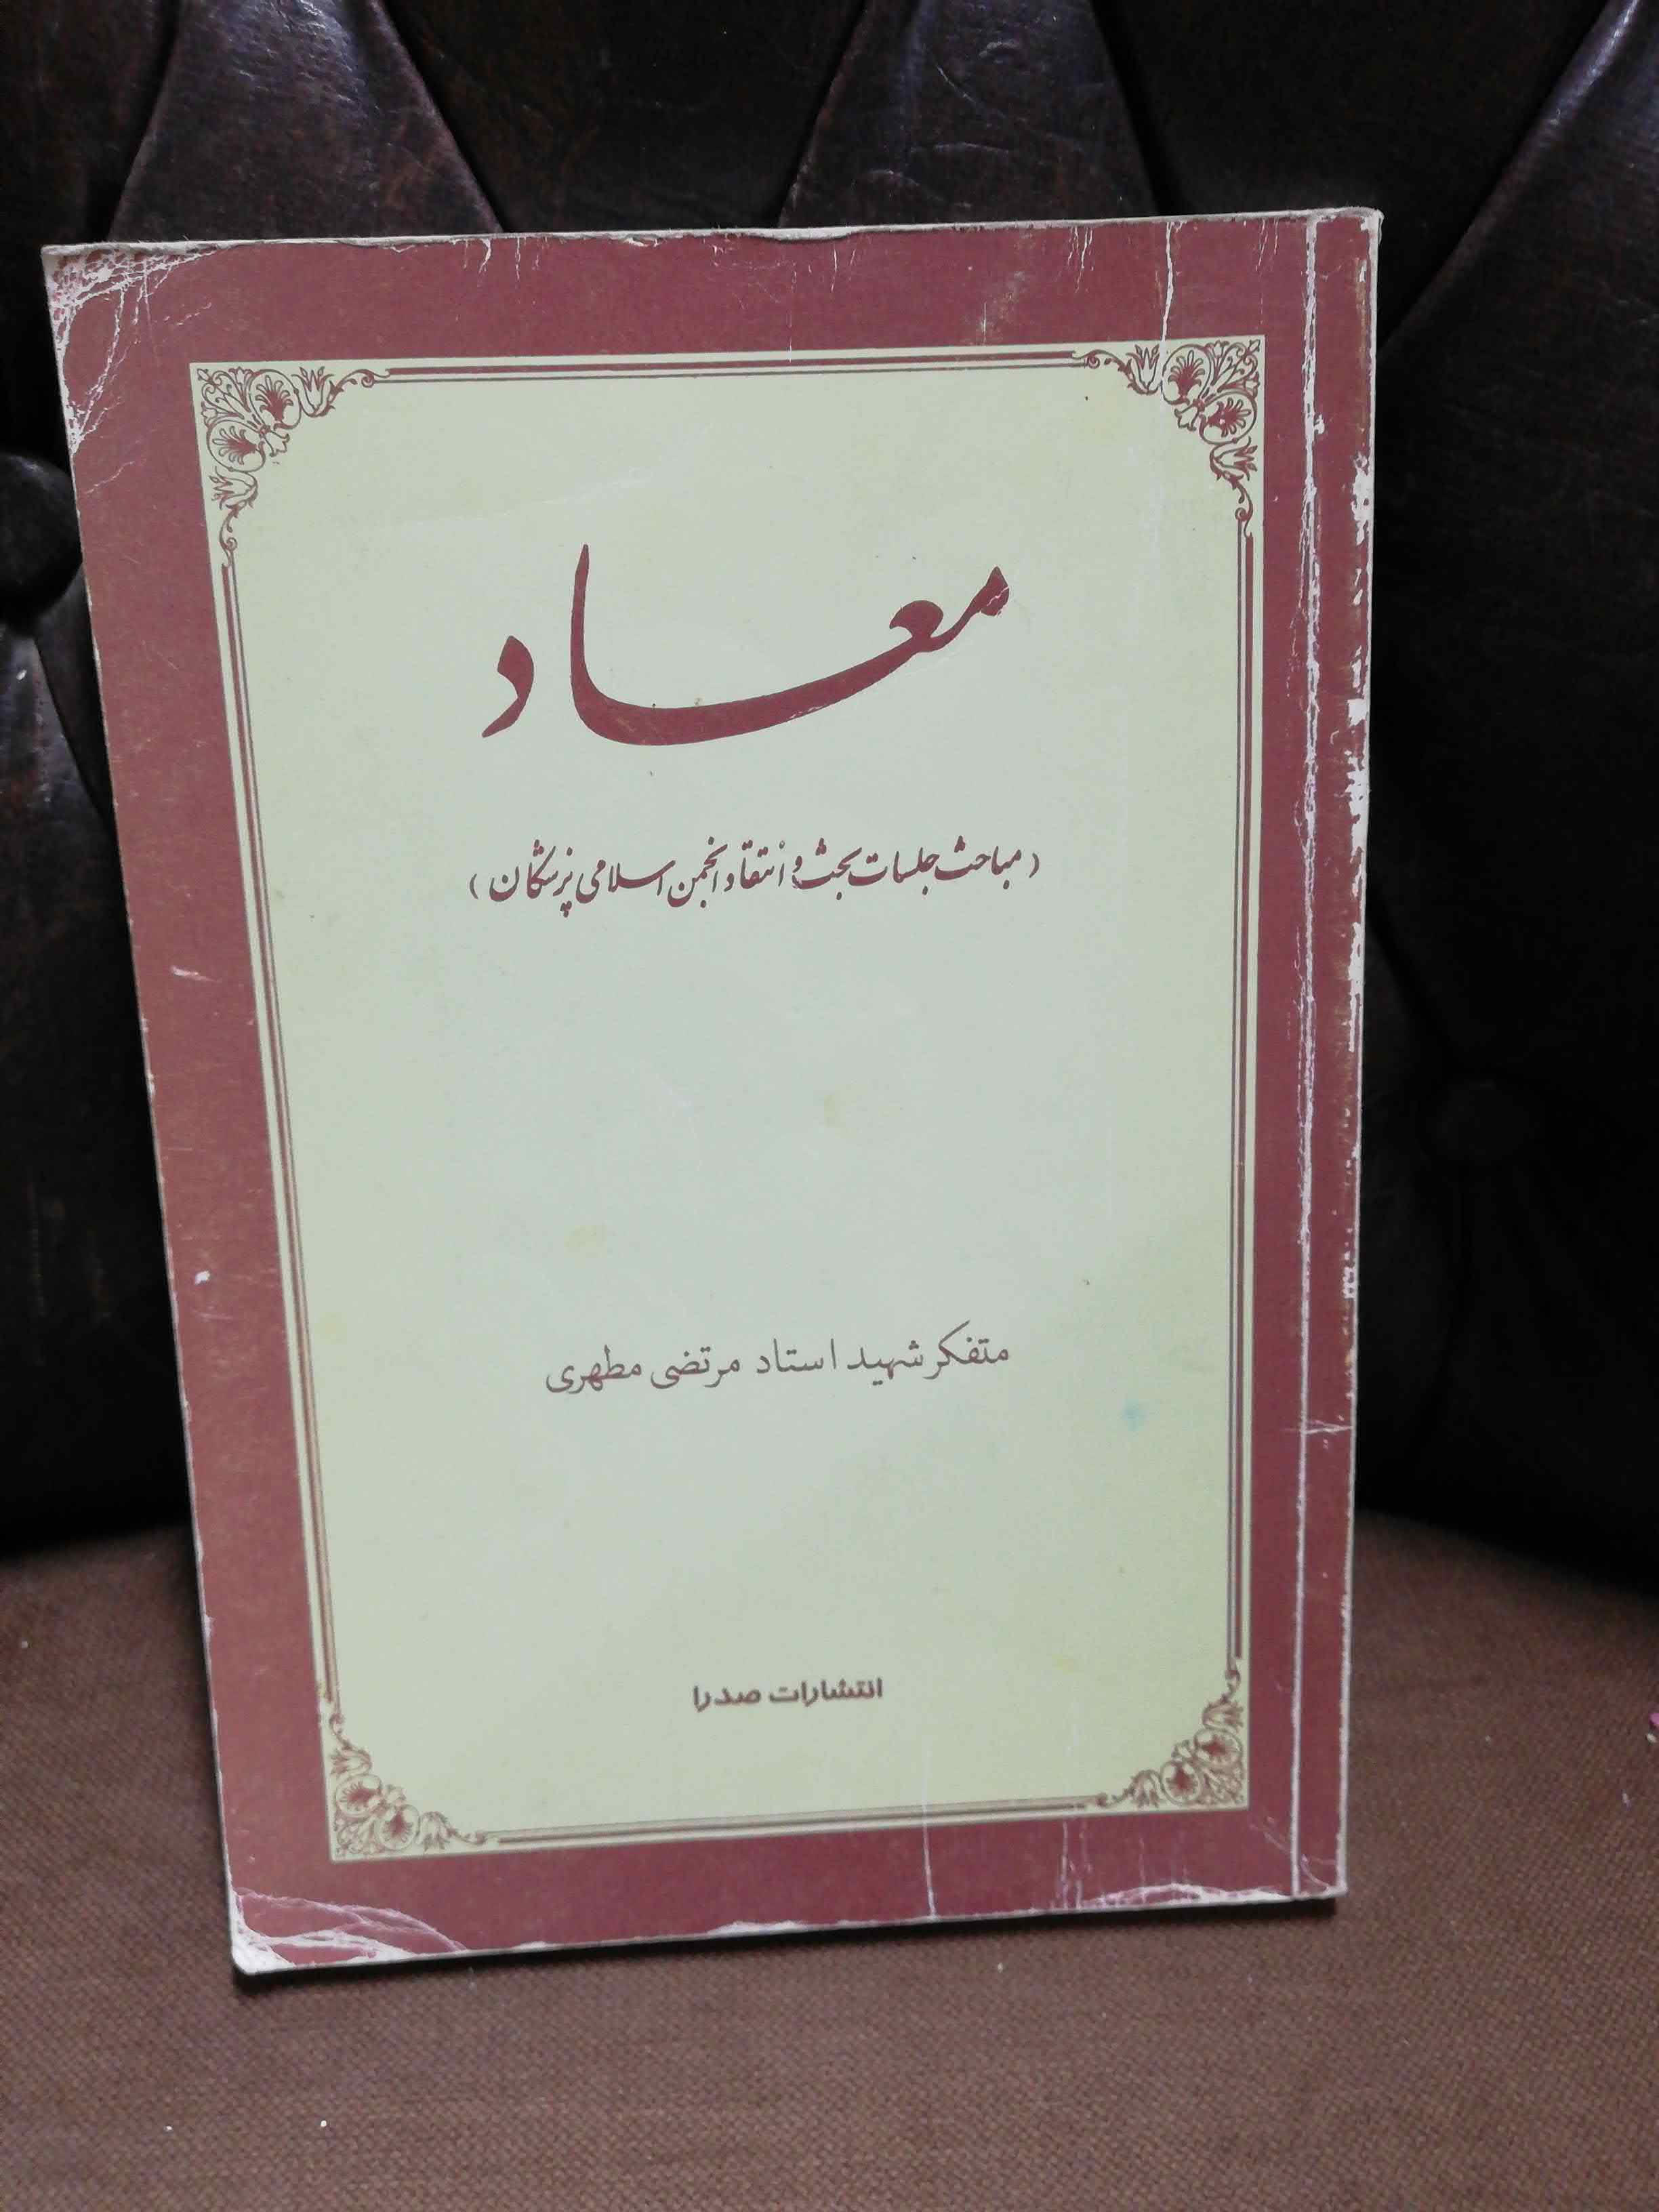 معاد
(مباحث جلسات بحث و انتقاد انجمن اسلامی پزشکان)
متفکر شهید استاد مرتضی مطهری
انتشارات صدرا